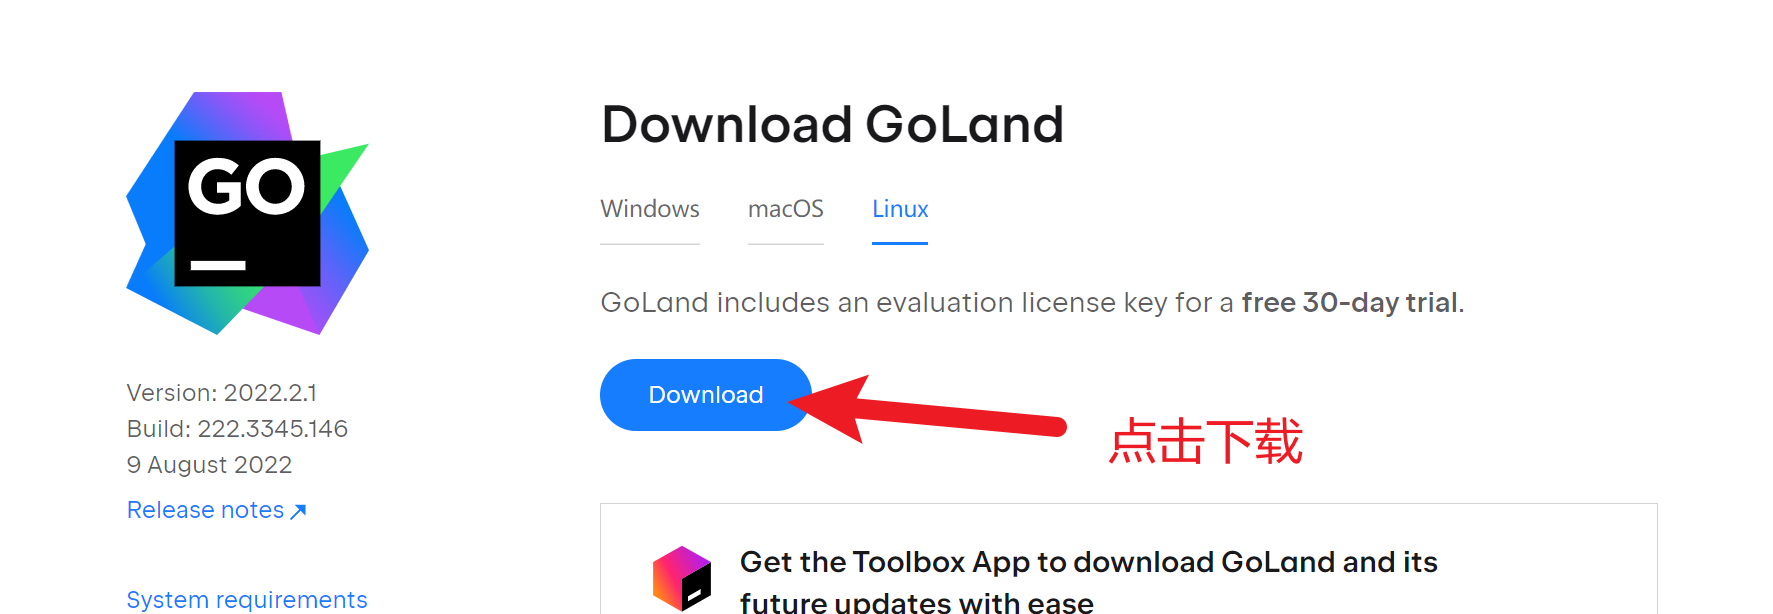 GO
Version: 2022.2.1
Build: 222.3345.146
9 August 2022
Release notes
System requirements
Download GoLand
Windows macOS Linux
GoLand includes an evaluation license key for a free 30-day trial.
Download
点击下载
Get the Toolbox App to download GoLand and its
future updates with ease